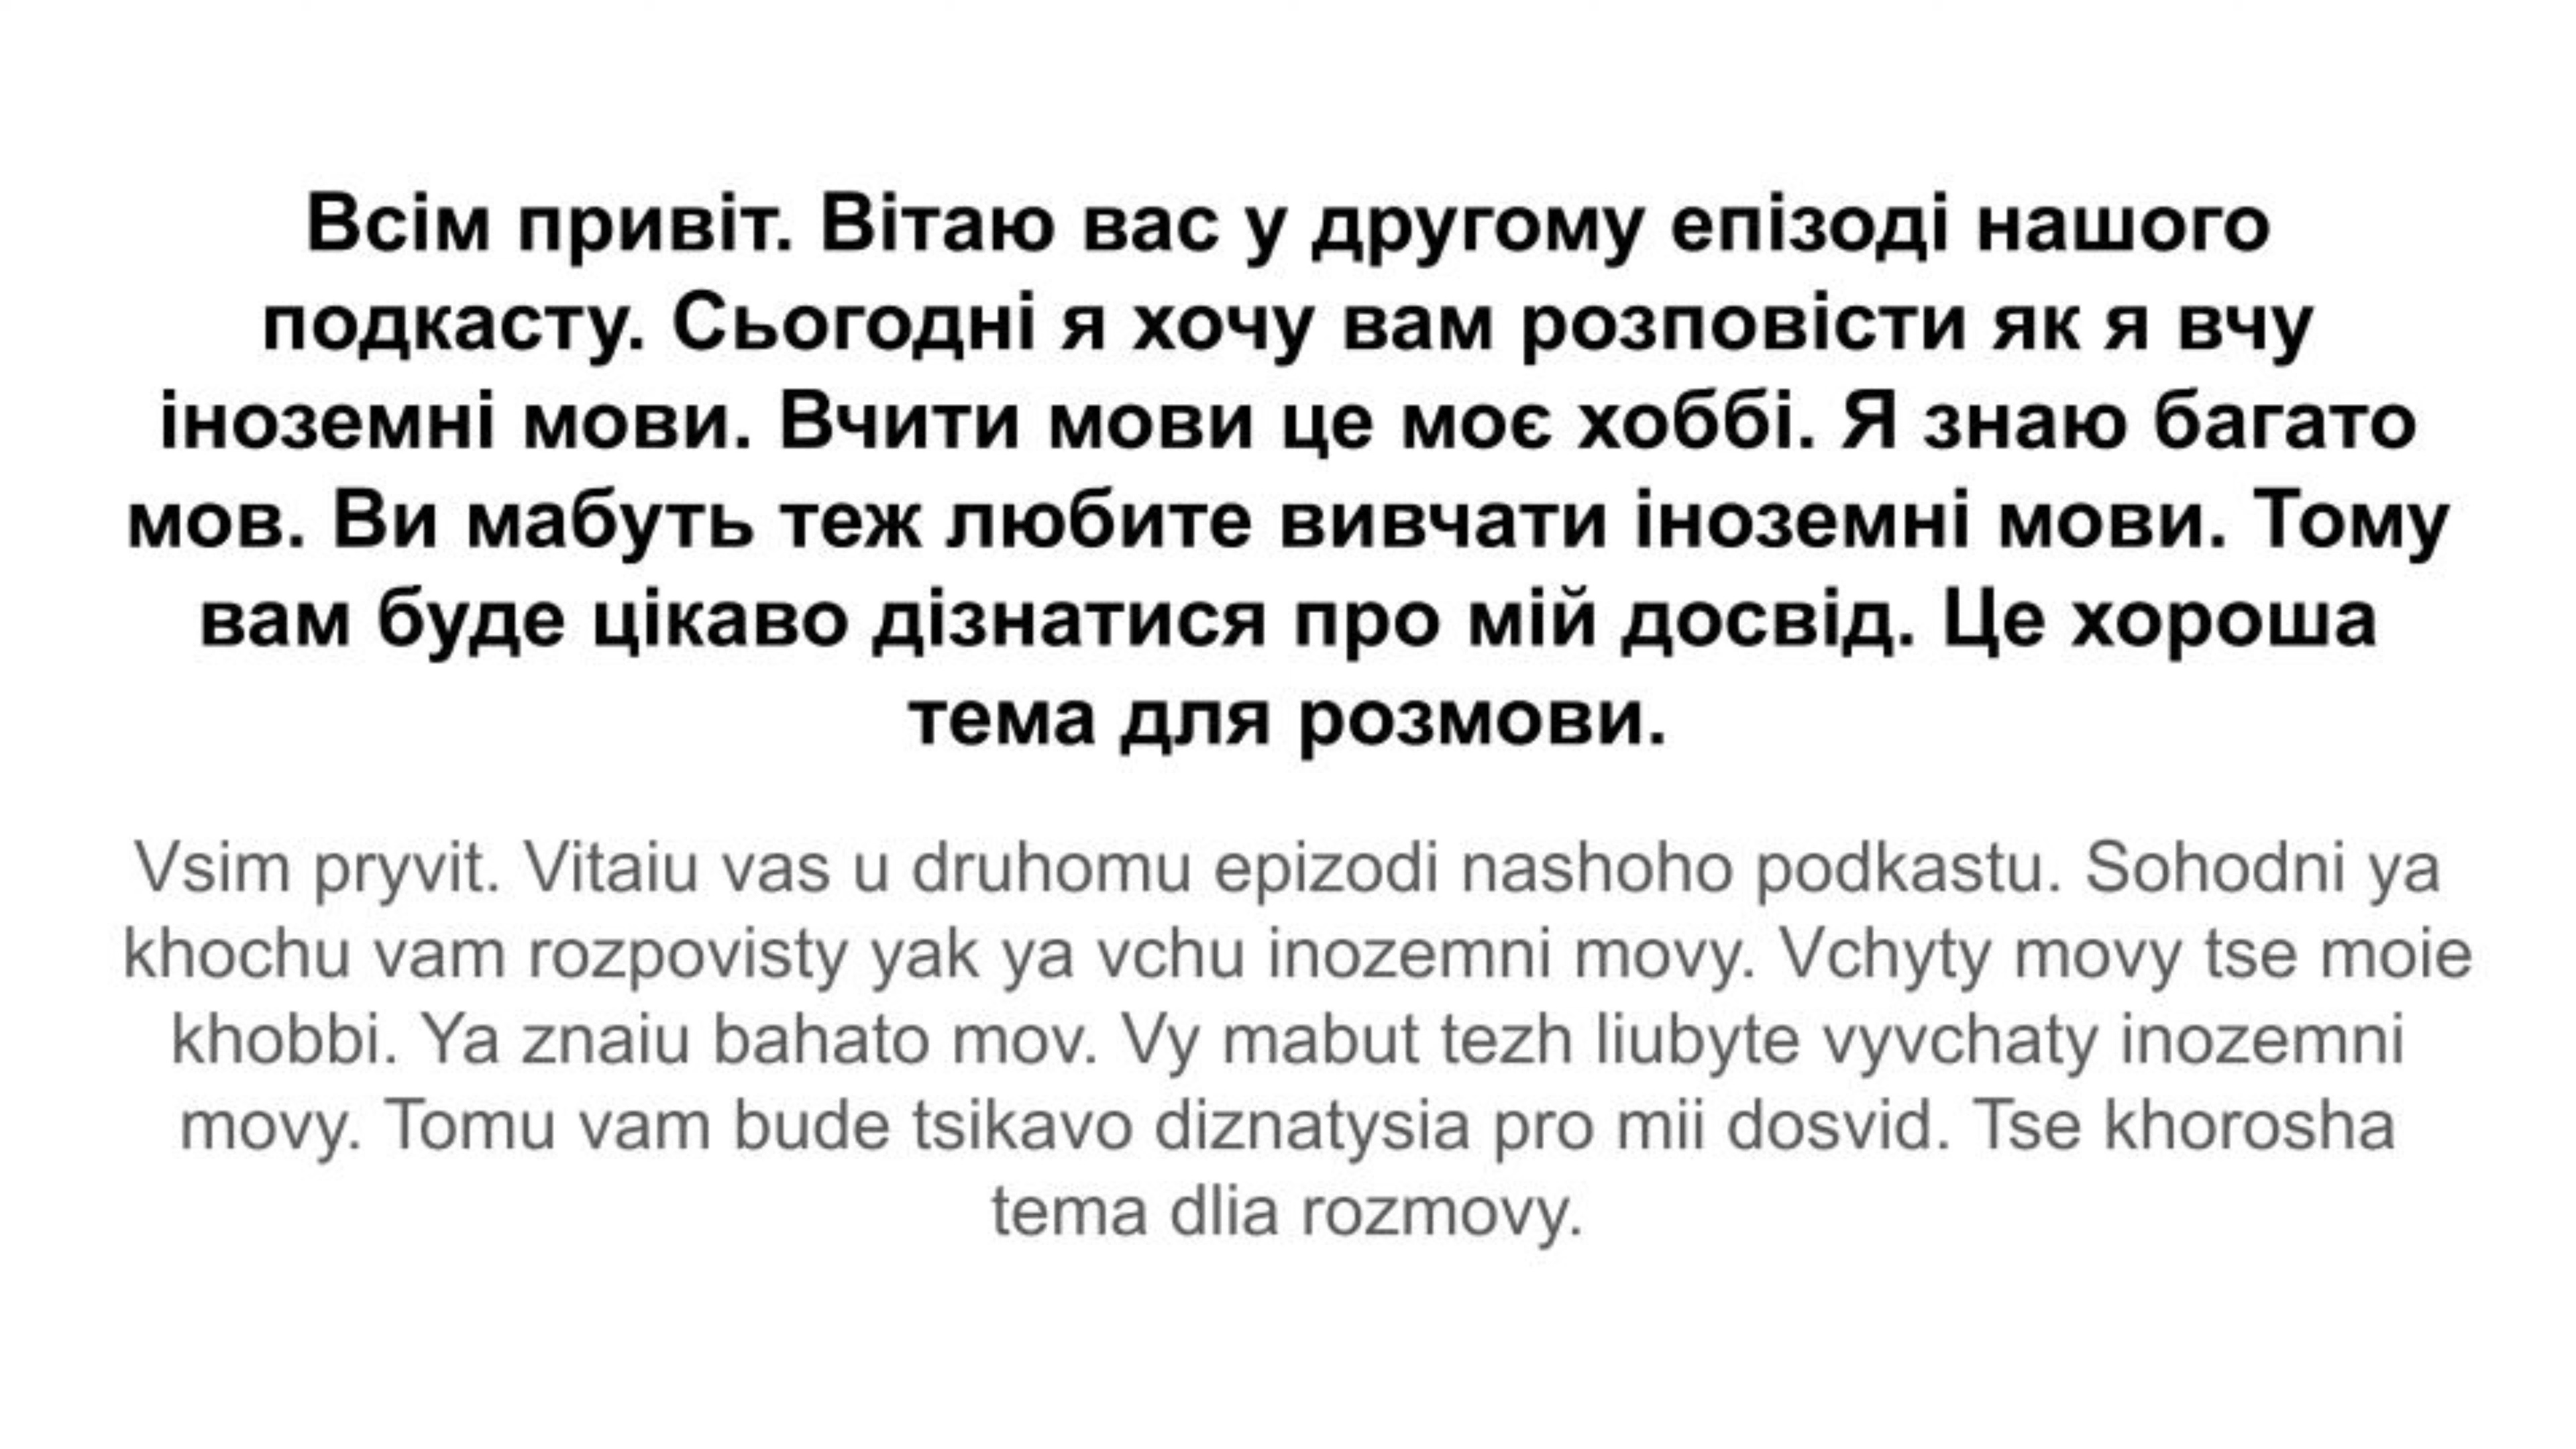 Всім привіт. Вітаю вас у другому епізоді нашого
подкасту. Сьогодні я хочу вам розповісти як я вчу
іноземні мови. Вчити мови це моє хоббі. Я знаю багато
мов. Ви мабуть теж любите вивчати іноземні мови. Тому
вам буде цікаво дізнатися про мій досвід. Це хороша
тема для розмови.
Vsim pryvit. Vitaiu vas u druhomu epizodi nashoho podkastu. Sohodni ya
khochu vam rozpovisty yak ya vchu inozemni movy. Vchyty movy tse moie
khobbi. Ya znaiu bahato mov. Vy mabut tezh liubyte vyvchaty inozemni
movy. Tomu vam bude tsikavo diznatysia pro mii dosvid. Tse khorosha
tema dlia rozmovy.